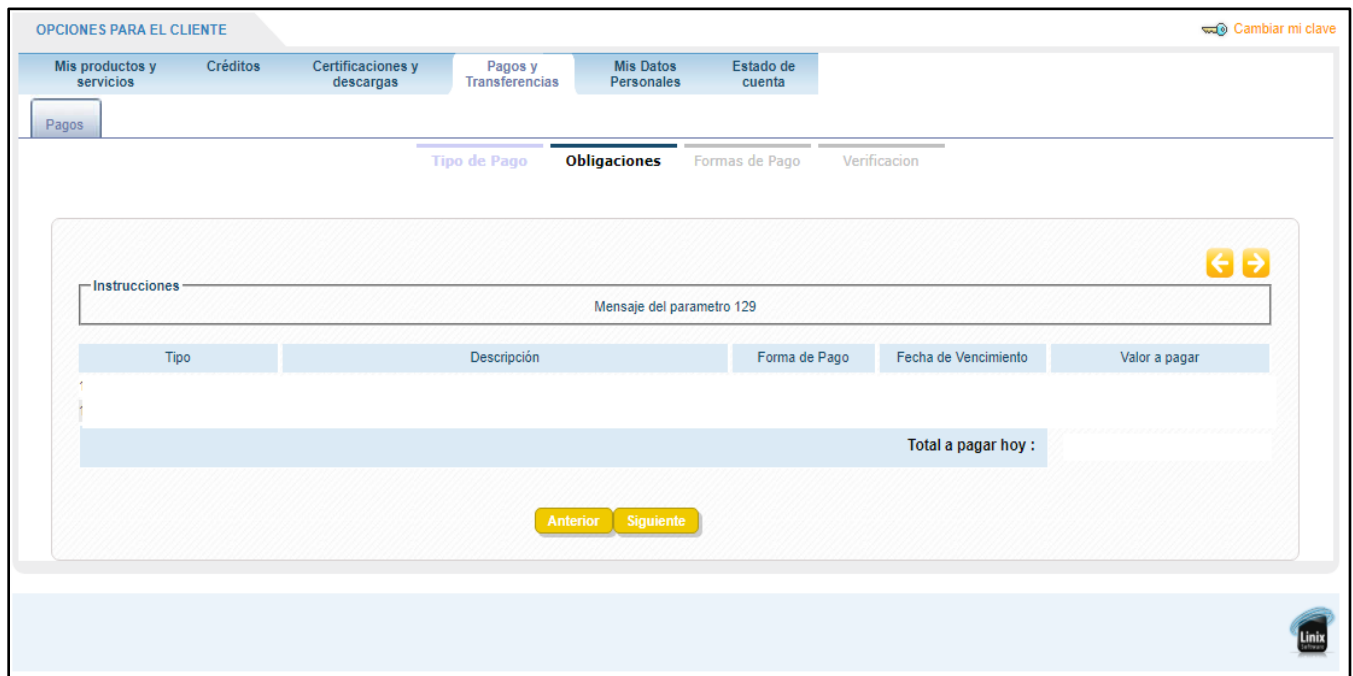 OPCIONES PARA EL CLIENTE
Cambiar mi clave
Mis productos y servicios
Créditos
Certificaciones y descargas
Pagos y Transferencias
Mis Datos Personales
Estado de cuenta
Pagos
Tipo de Pago
Obligaciones
Formas de Pago
Verificacion
Instrucciones
Mensaje del parametro 129
Tipo
Descripción
Forma de Pago
Fecha de Vencimiento
Valor a pagar
Total a pagar hoy :
Anterior
Siguiente
Linix
Software